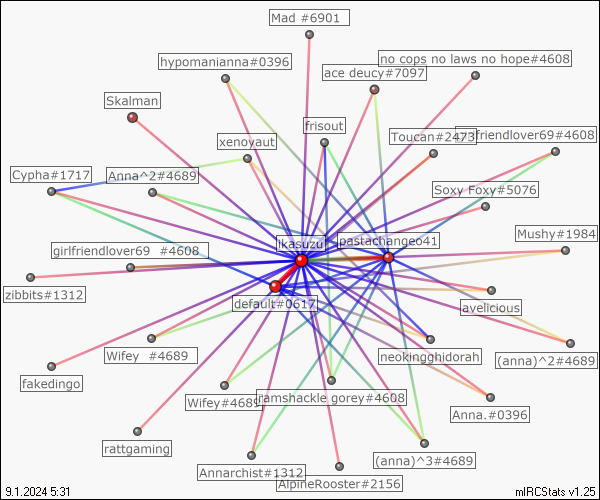 Mad #6901
hypomanianna#0396
no cops no laws no hope#4608
ace deucy#7097
Skalman
frisout
xenoyaut
Toucan#2473
friendlover69#4608
Cypha#1717
Anna^2#4689
Soxy Foxy#5076
ikasuzu
pastachangeo41
Mushy#1984
girlfriendlover69 #4608
zibbits#1312
default#0617
avelicious
Wifey #4689
neokingghidorah
(anna)^2#4689
fakedingo
Wifey#4689
ramshackle gorey#4608
Anna.#0396
rattgaming
Annarchist#1312
(anna)^3#4689
AlpineRooster#2156
9.1.2024 5:31
mIRCStats v1.25